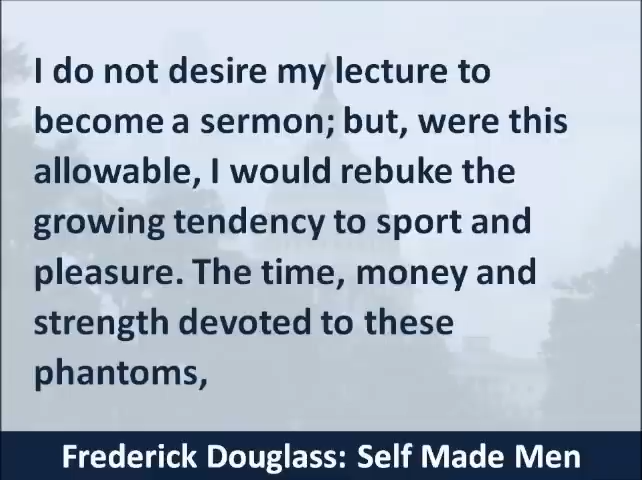 I do not desire my lecture to
become a sermon; but, were this
allowable, I would rebuke the
growing tendency to sport and
pleasure. The time, money and
strength devoted to these
phantoms,
Frederick Douglass: Self Made Men